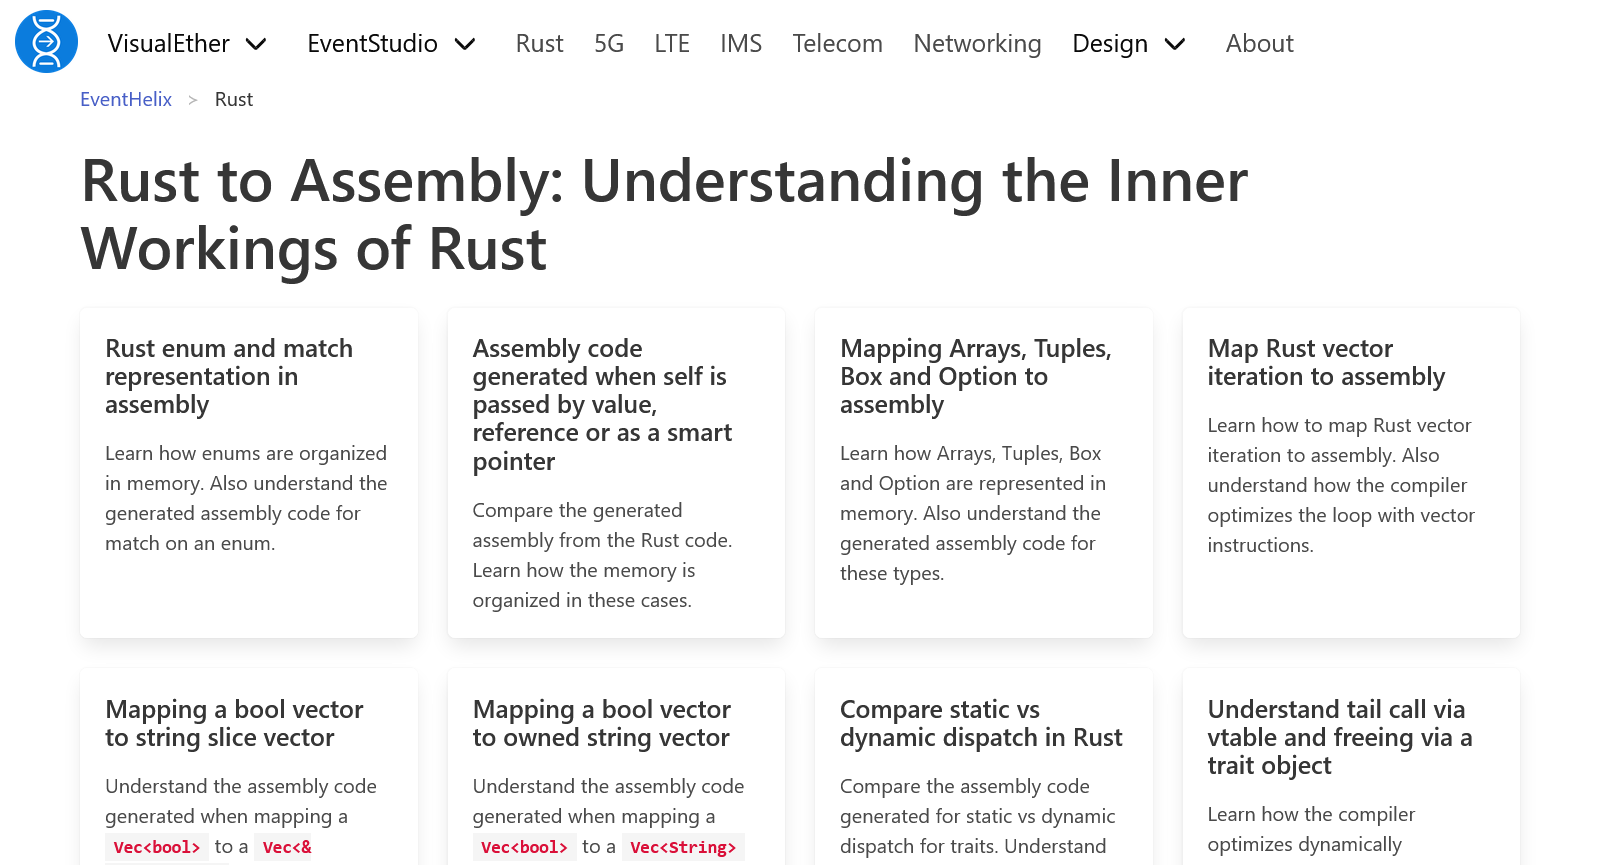 VisualEther EventStudio Rust 5G LTE IMS Telecom Networking Design About
EventHelix > Rust
Rust to Assembly: Understanding the Inner
Workings of Rust
Rust enum and match
representation in
assembly
Learn how enums are organized
in memory. Also understand the
generated assembly code for
match on an enum.
Assembly code
generated when self is
passed by value,
reference or as a smart
pointer
Compare the generated
assembly from the Rust code.
Learn how the memory is
organized in these cases.
Mapping Arrays, Tuples,
Box and Option to
assembly
Learn how Arrays, Tuples, Box
and Option are represented in
memory. Also understand the
generated assembly code for
these types.
Map Rust vector
iteration to assembly
Learn how to map Rust vector
iteration to assembly. Also
understand how the compiler
optimizes the loop with vector
instructions.
Mapping a bool vector
to string slice vector
Understand the assembly code
generated when mapping a
Vec<bool> to a Vec<&
Mapping a bool vector
to owned string vector
Understand the assembly code
generated when mapping a
Vec<bool> to a Vec<String>
Compare static vs
dynamic dispatch in Rust
Compare the assembly code
generated for static vs dynamic
dispatch for traits. Understand
Understand tail call via
vtable and freeing via a
trait object
Learn how the compiler
optimizes dynamically